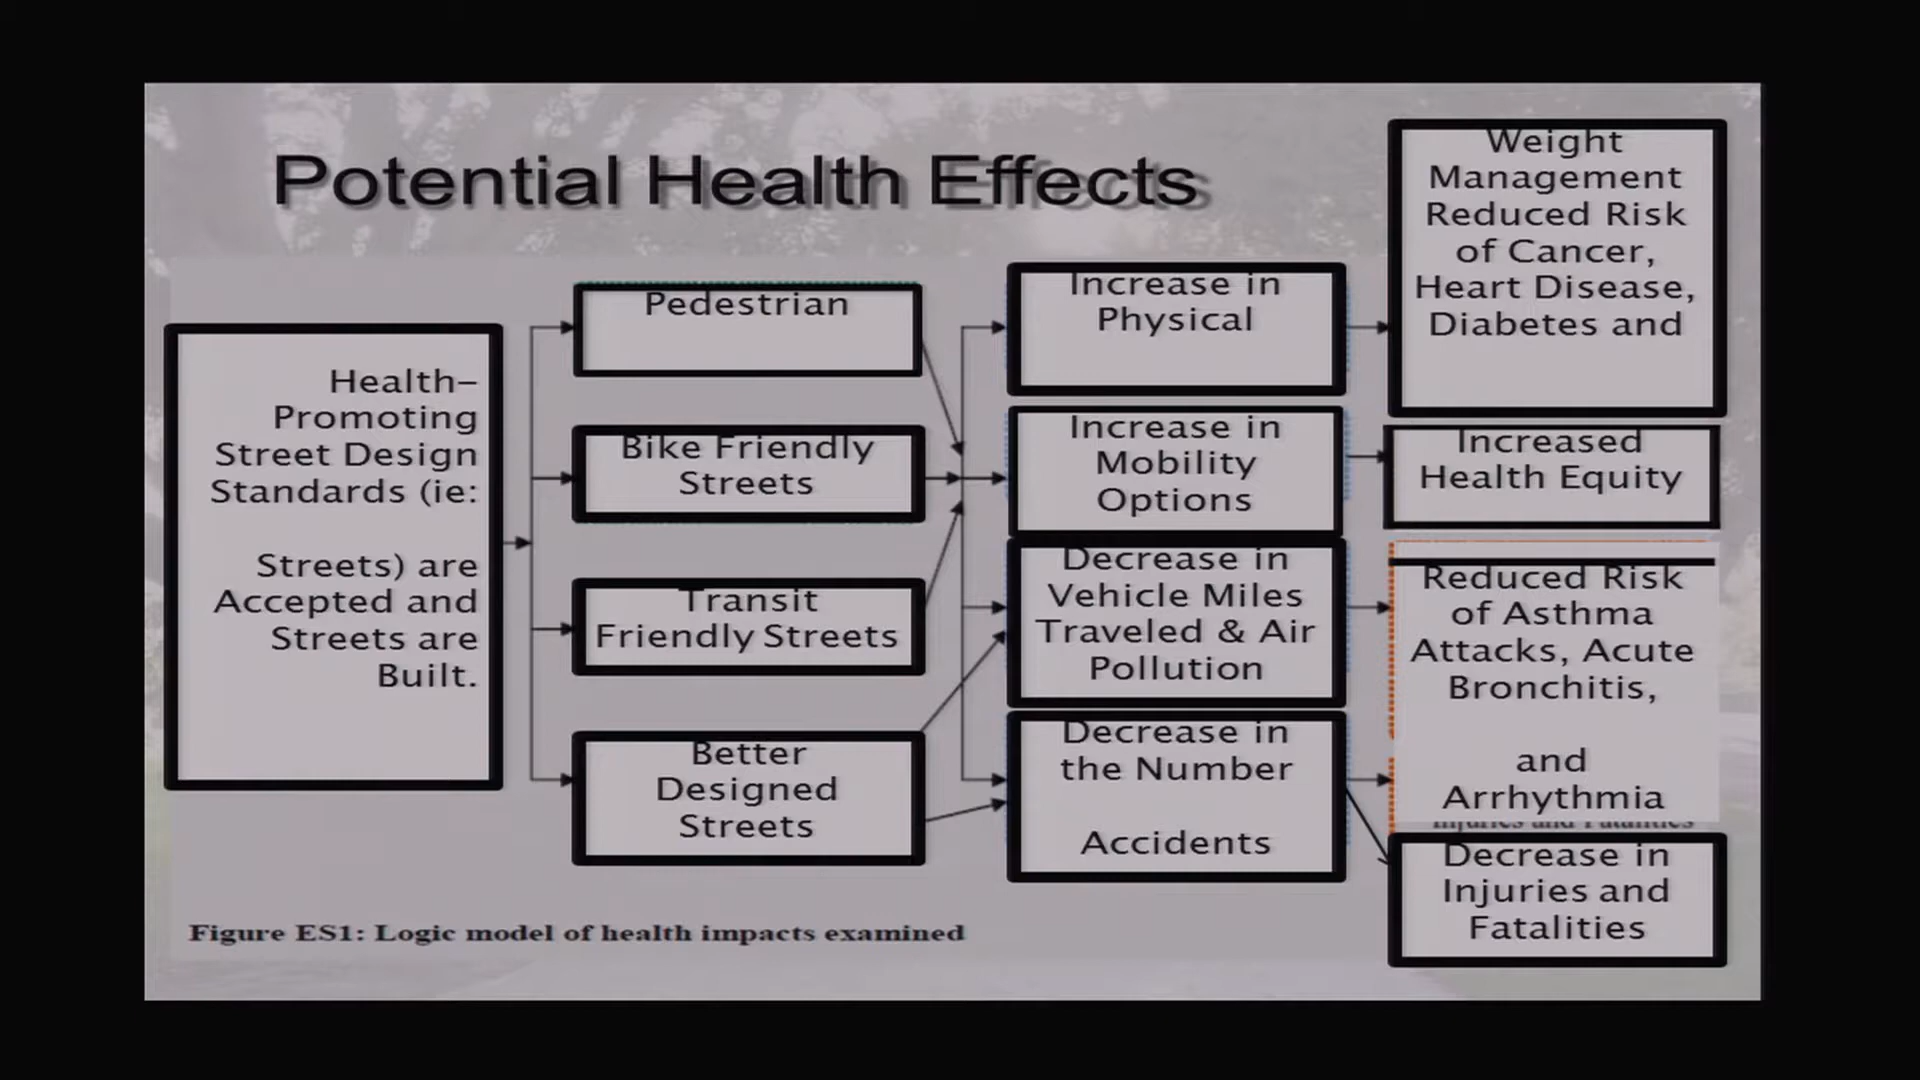 Potential Health Effects
Health–
Promoting
Street Design
Standards (ie:
Streets) are
Accepted and
Streets are
Built.
Pedestrian
Bike Friendly
Streets
Transit
Friendly Streets
Better
Designed
Streets
Increase in
Physical
Increase in
Mobility
Options
Decrease in
Vehicle Miles
Traveled & Air
Pollution
Decrease in
the Number
Accidents
Weight
Management
Reduced Risk
of Cancer,
Heart Disease,
Diabetes and
Increased
Health Equity
Reduced Risk
of Asthma
Attacks, Acute
Bronchitis,
and
Arrhythmia
Injuries and Fatalities
Decrease in
Injuries and
Fatalities
Figure ES1: Logic model of health impacts examined